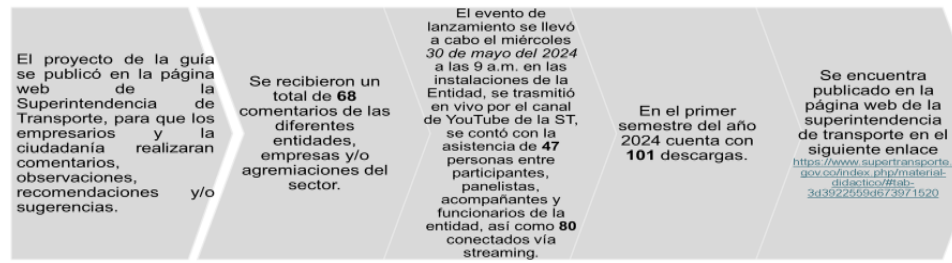 El proyecto de la guía
se publicó en la página
web de la
Superintendencia de
Transporte, para que los
empresarios y la
ciudadanía realizaran
comentarios,
observaciones,
recomendaciones y/o
sugerencias.
Se recibieron un
total de 68
comentarios de las
diferentes
entidades,
empresas y/o
agremiaciones del
sector.
El evento de
lanzamiento se llevó
a cabo el miércoles
30 de mayo del 2024
a las 9 a.m. en las
instalaciones de la
Entidad, se trasmitió
en vivo por el canal
de YouTube de la ST,
se contó con la
asistencia de 47
personas entre
participantes,
panelistas,
acompañantes y
funcionarios de la
entidad, así como 80
conectados vía
streaming.
En el primer
semestre del año
2024 cuenta con
101 descargas.
Se encuentra
publicado en la
página web de la
superintendencia
de transporte en el
siguiente enlace
https://www.supertransporte.
gov.co/index.php/material-
didactico/#tab-
3d3922559d673971520